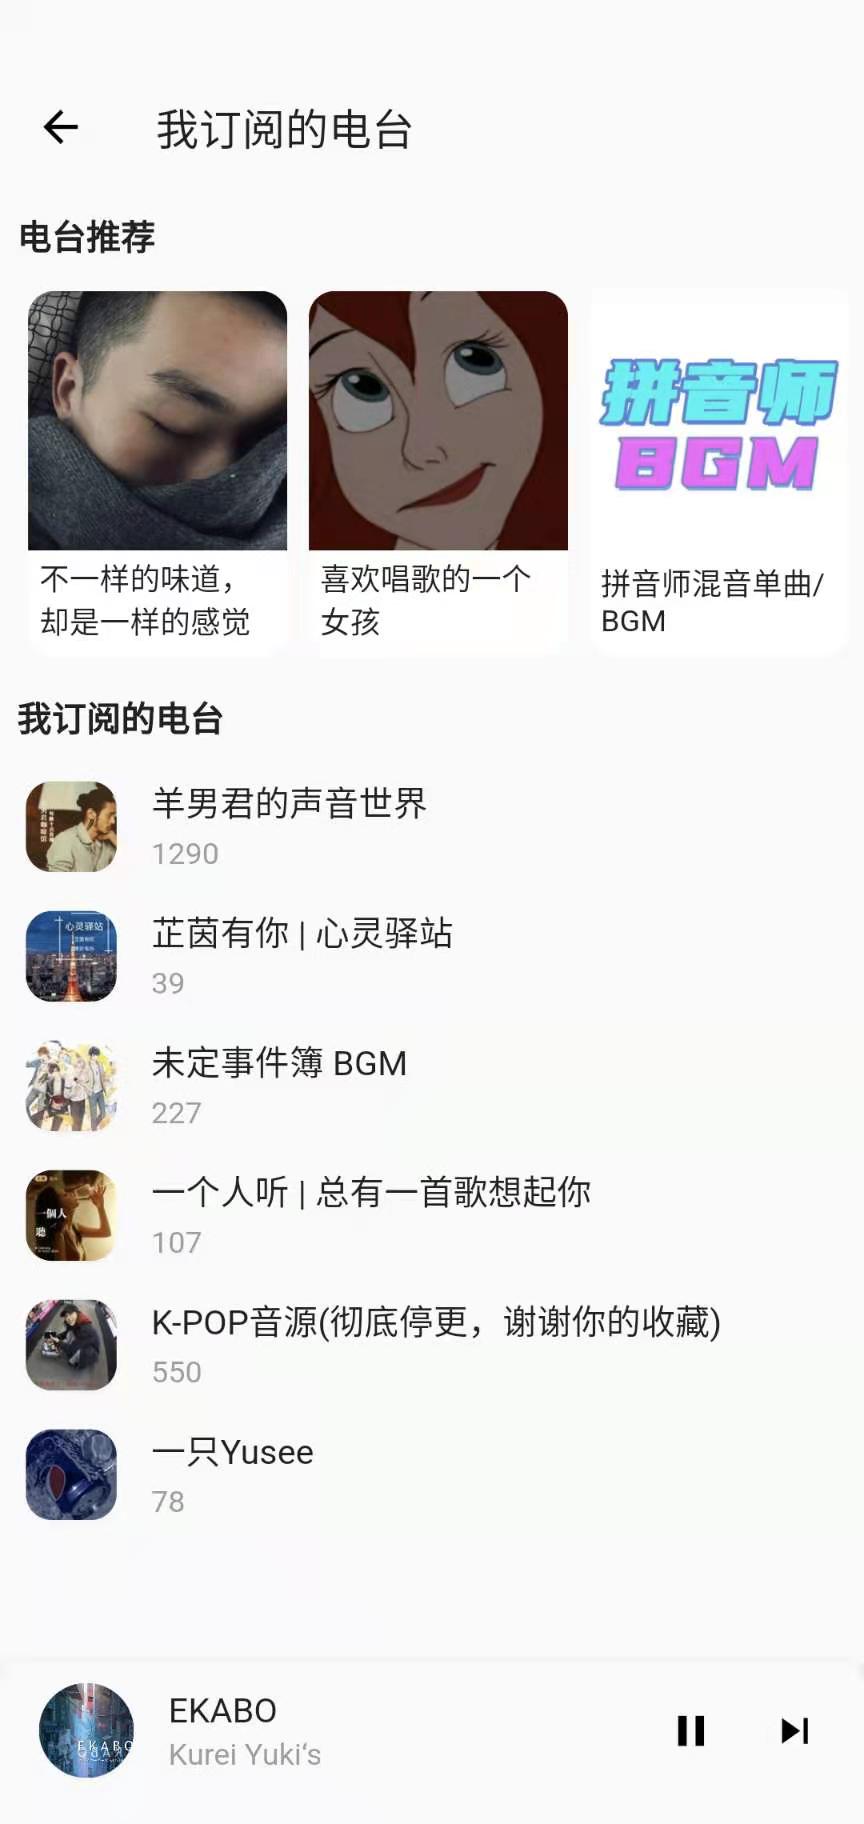 我订阅的电台
电台推荐
拼音师
BGM
不一样的味道，
却是一样的感觉
喜欢唱歌的一个
女孩
拼音师混音单曲/
BGM
我订阅的电台
羊男君的声音世界
1290
心灵驿站
芷茵有你 | 心灵驿站
39
未定事件簿 BGM
227
一個人
聽
一个人听 | 总有一首歌想起你
107
K-POP音源(彻底停更，谢谢你的收藏)
550
一只Yusee
78
EKABO
EKABO
Kurei Yuki‘s